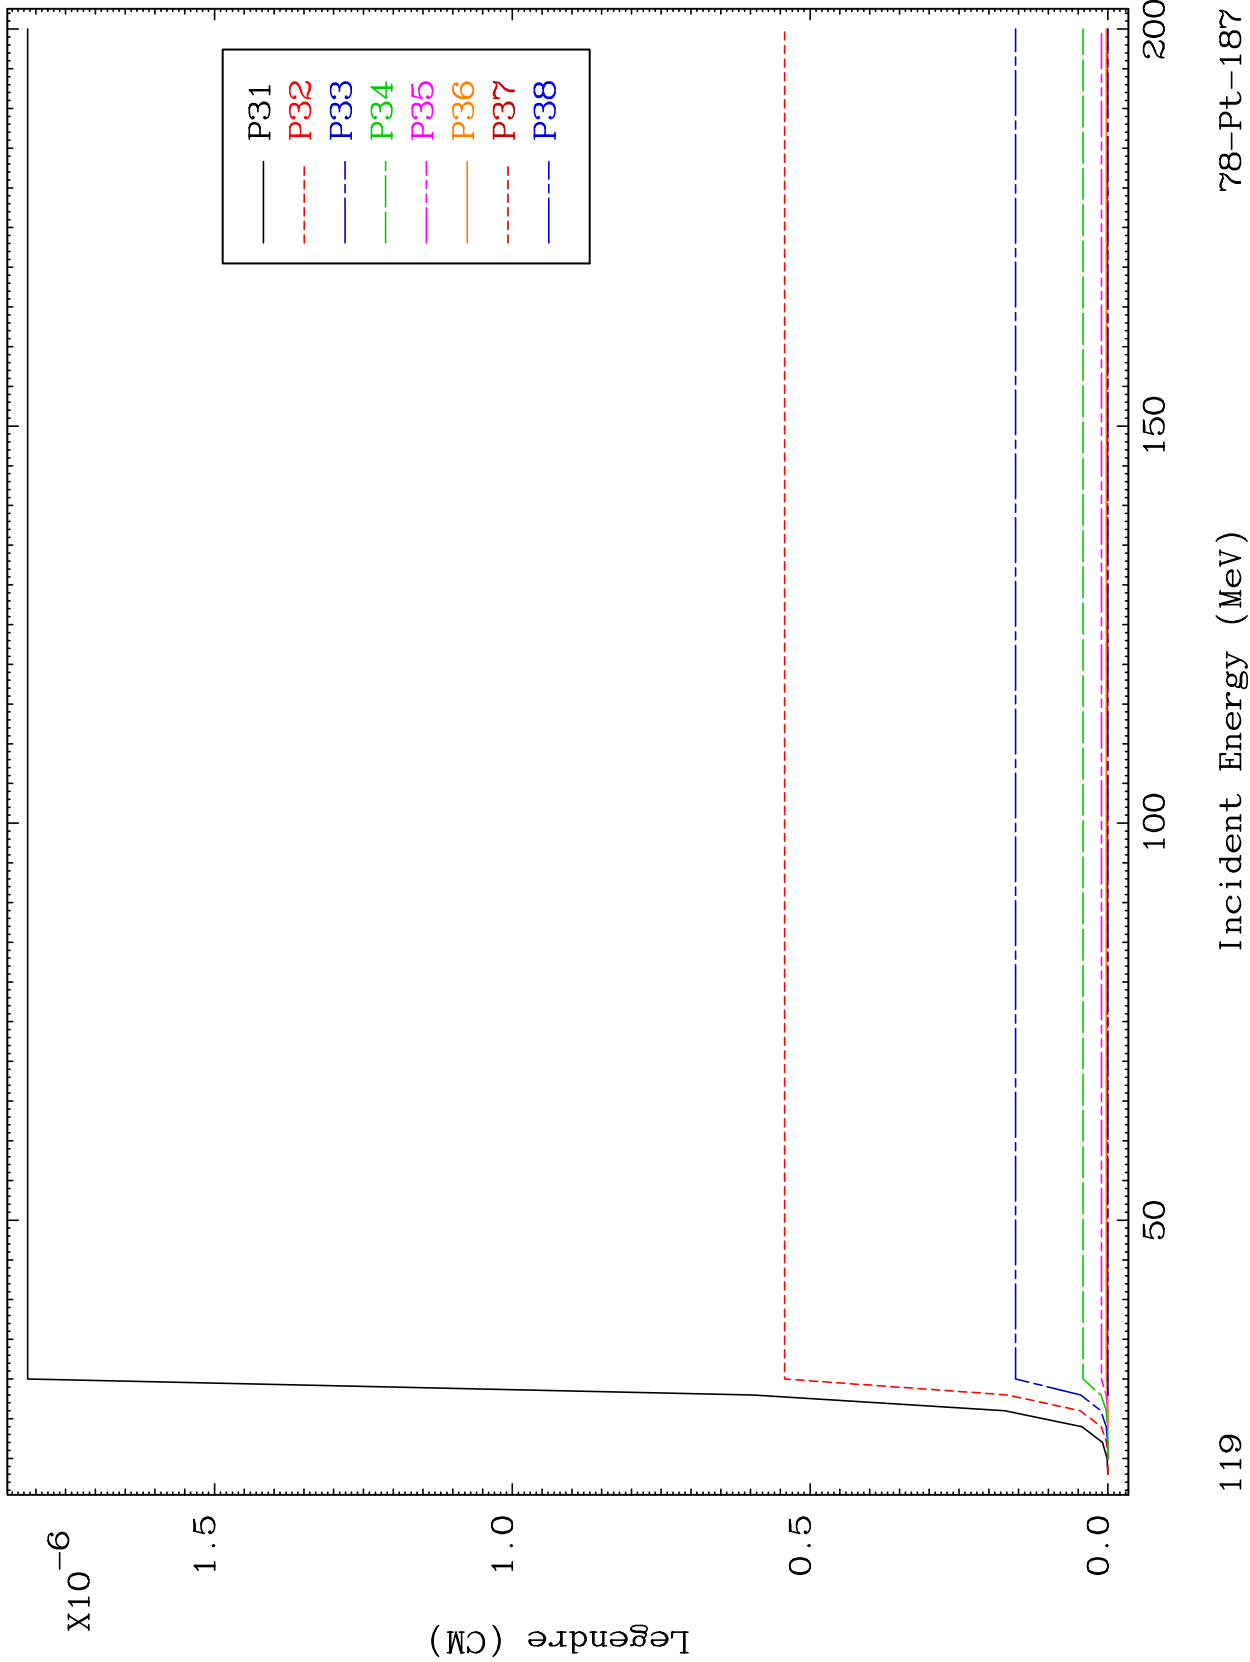 X10-6
1.5
1.0
0.5
0.0
Legendre (CM)
P31
P32
P33
P34
P35
P36
P37
P38
50
100
150
200
Incident Energy (MeV)
119
78-Pt-187